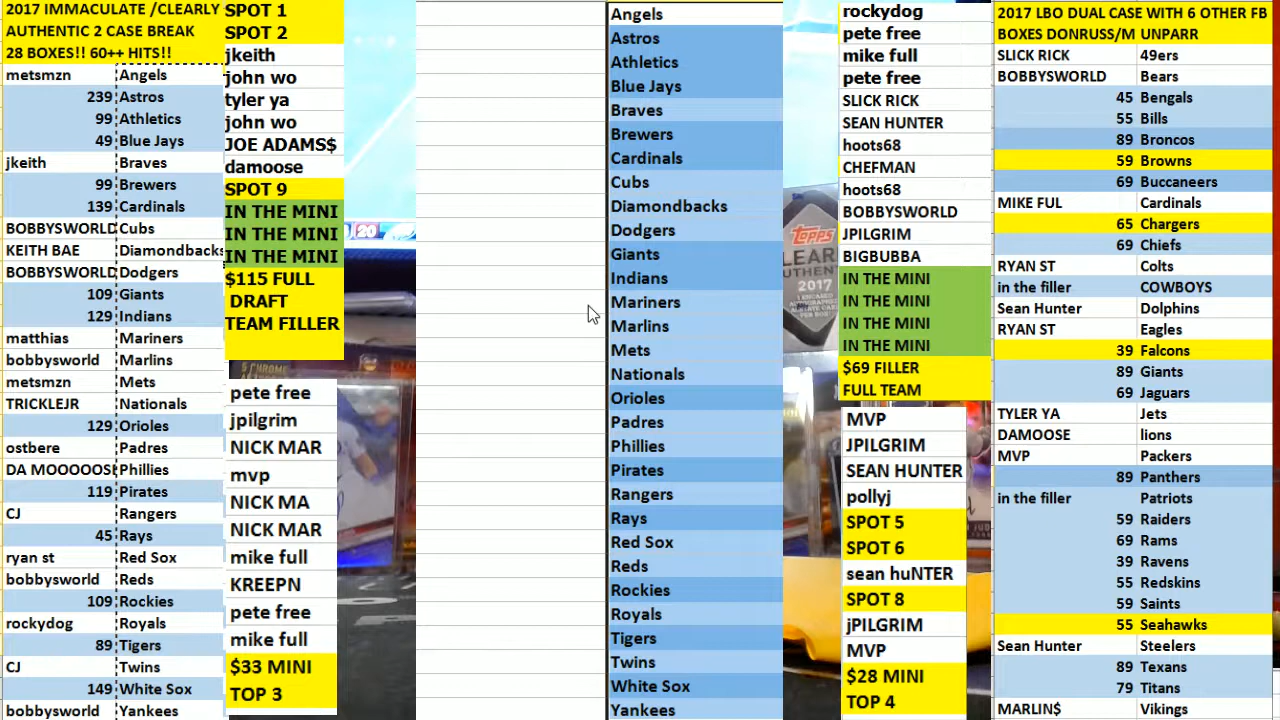 2017 IMMACULATE /CLEARLY
AUTHENTIC 2 CASE BREAK
28 BOXES!! 60++ HITS!!
metsmzn Angels
239 Astros
99 Athletics
49 Blue Jays
jkeith Braves
99 Brewers
139 Cardinals
BOBBYSWORLD Cubs
KEITH BAE Diamondbacks
BOBBYSWORLD Dodgers
109 Giants
129 Indians
matthias Mariners
bobbysworld Marlins
metsmzn Mets
TRICKLEJR Nationals
129 Orioles
ostbere Padres
DA MOOOOOS Phillies
119 Pirates
CJ Rangers
45 Rays
ryan st Red Sox
bobbysworld Reds
109 Rockies
rockydog Royals
89 Tigers
CJ Twins
149 White Sox
bobbysworld Yankees
SPOT 1
SPOT 2
jkeith
john wo
tyler ya
john wo
JOE ADAMS$
damoose
SPOT 9
IN THE MINI
IN THE MINI
IN THE MINI
$115 FULL
DRAFT
TEAM FILLER
pete free
jpilgrim
NICK MAR
mvp
NICK MA
NICK MAR
mike full
KREEPN
pete free
mike full
$33 MINI
TOP 3
Angels
Astros
Athletics
Blue Jays
Braves
Brewers
Cardinals
Cubs
Diamondbacks
Dodgers
Giants
Indians
Mariners
Marlins
Mets
Nationals
Orioles
Padres
Phillies
Pirates
Rangers
Rays
Red Sox
Reds
Rockies
Royals
Tigers
Twins
White Sox
Yankees
topps
2017
rockydog
pete free
mike full
pete free
SLICK RICK
SEAN HUNTER
hoots68
CHEFMAN
hoots68
BOBBYSWORLD
JPILGRIM
BIGBUBBA
IN THE MINI
IN THE MINI
IN THE MINI
IN THE MINI
$69 FILLER
FULL TEAM
MVP
JPILGRIM
SEAN HUNTER
pollyj
SPOT 5
SPOT 6
sean huNTER
SPOT 8
jPILGRIM
MVP
$28 MINI
TOP 4
2017 LBO DUAL CASE WITH 6 OTHER FB
BOXES DONRUSS/M UNPARR
SLICK RICK 49ers
BOBBYSWORLD Bears
45 Bengals
55 Bills
89 Broncos
59 Browns
69 Buccaneers
MIKE FUL Cardinals
65 Chargers
69 Chiefs
RYAN ST Colts
in the filler COWBOYS
Sean Hunter Dolphins
RYAN ST Eagles
39 Falcons
89 Giants
69 Jaguars
TYLER YA Jets
DAMOOSE lions
MVP Packers
89 Panthers
in the filler Patriots
59 Raiders
69 Rams
39 Ravens
55 Redskins
59 Saints
55 Seahawks
Sean Hunter Steelers
89 Texans
79 Titans
MARLIN$ Vikings